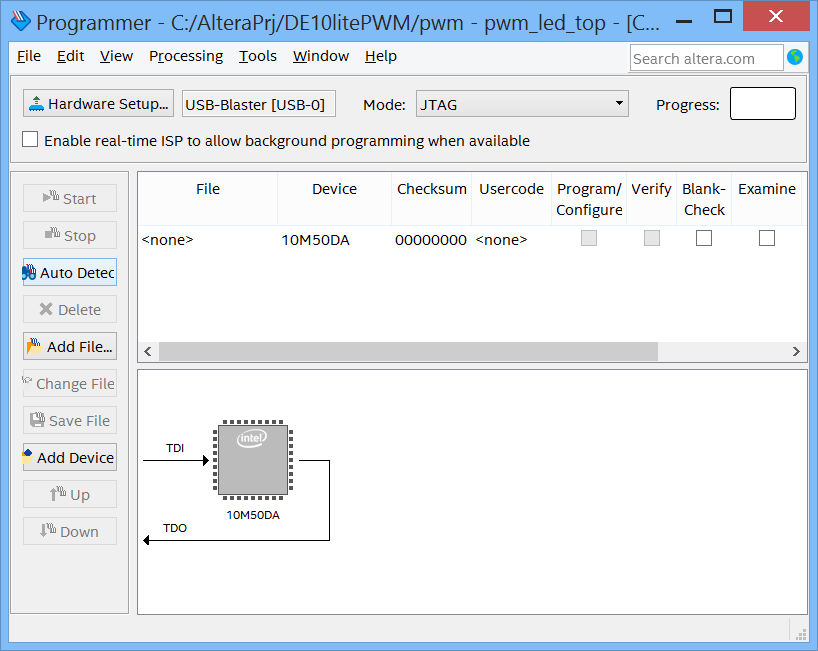 Programmer - C:/AlteraPrj/DE10litePWM/pwm - pwm_led_top - [C...
File Edit View Processing Tools Window Help
Search altera.com
Hardware Setup... USB-Blaster [USB-0] Mode: JTAG Progress:
Enable real-time ISP to allow background programming when available
Start
Stop
Auto Detec
Delete
Add File...
Change File
Save File
Add Device
Up
Down
File Device Checksum Usercode Program/ Verify Blank- Examine
Configure Check
<none> 10M50DA 00000000 <none>
intel
TDI
10M50DA
TDO